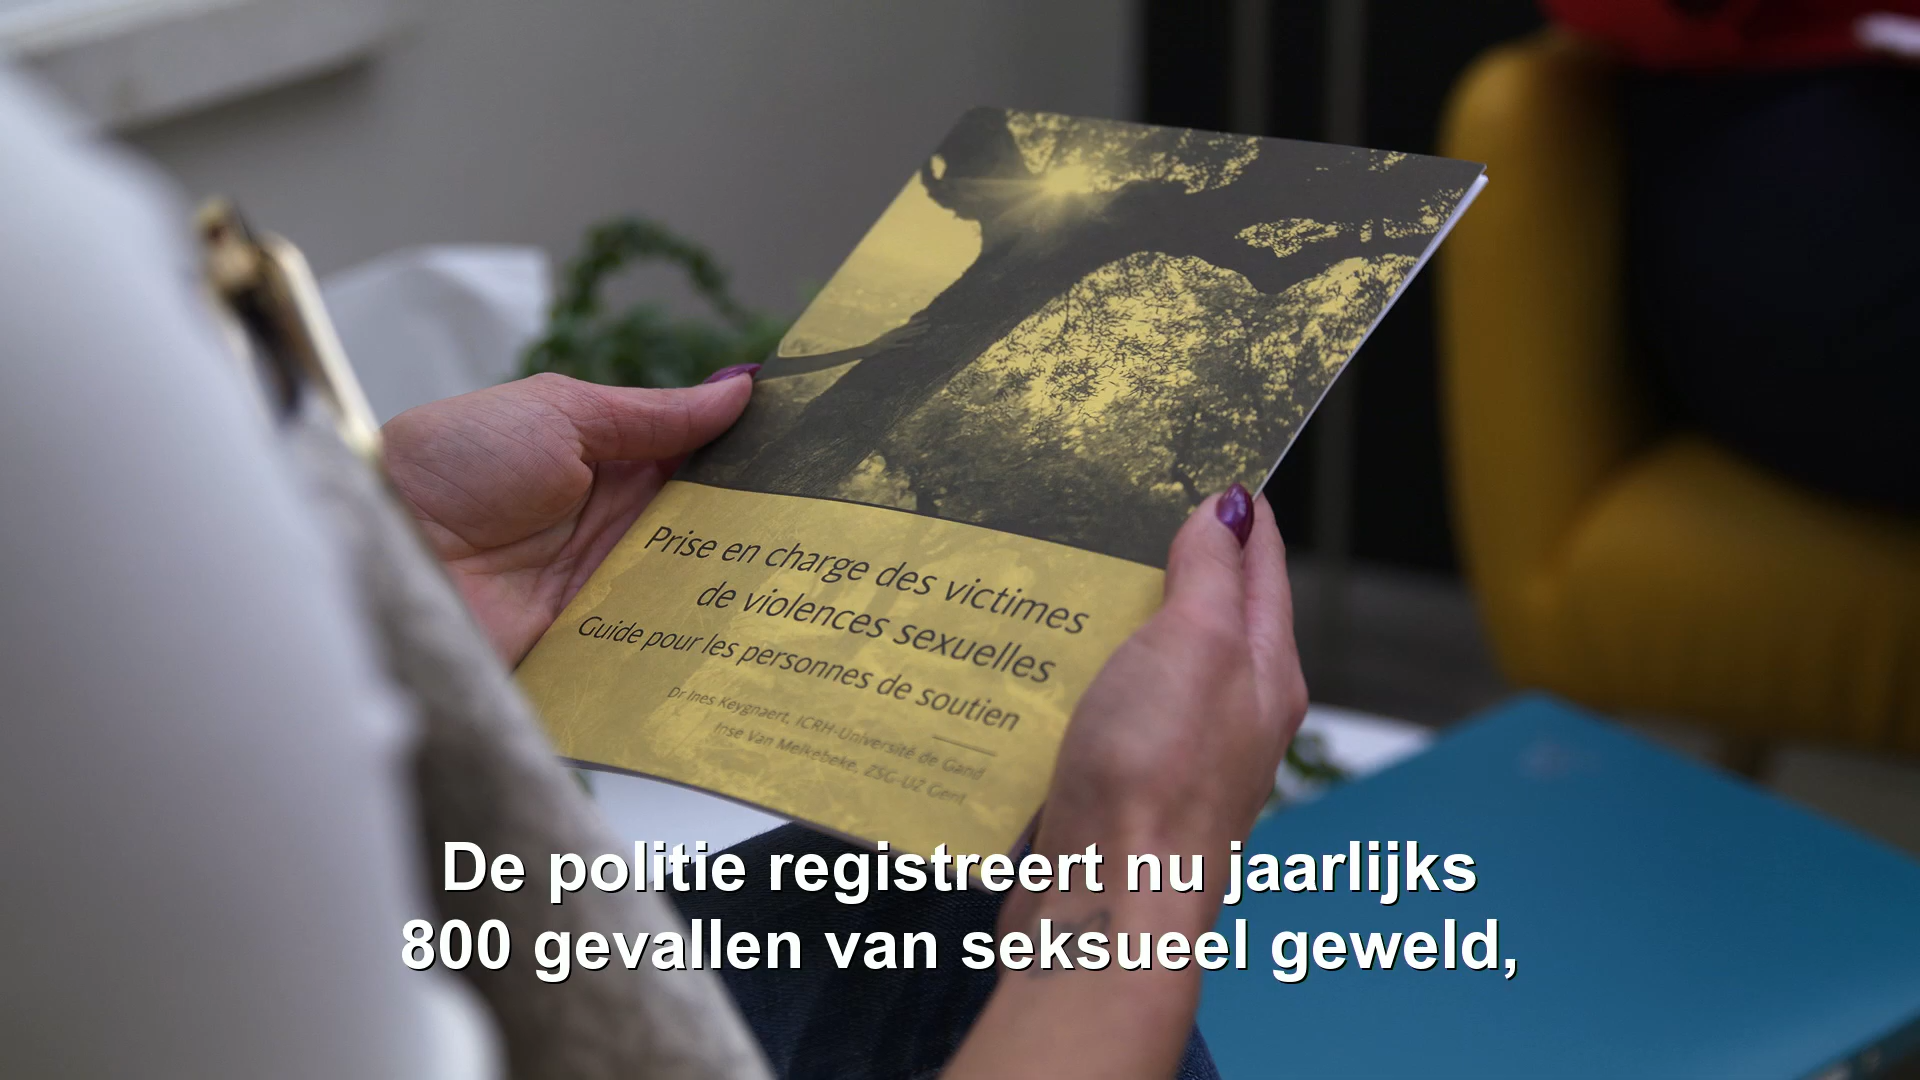 Prise en charge des victimes
de violences sexuelles
Guide pour les personnes de soutien
Dr Ines Keygnaert, ICRH-Université de Gand
Inse Van Melkebeke, ZSG-UZ Gent
De politie registreert nu jaarlijks
800 gevallen van seksueel geweld,